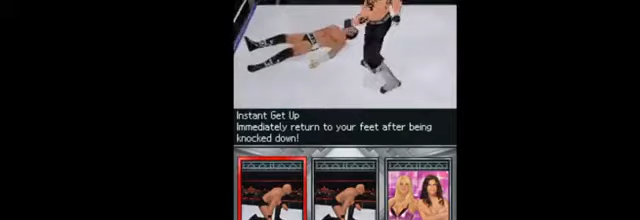 Instant Get Up
Immediately return to your feet after being
knocked down!